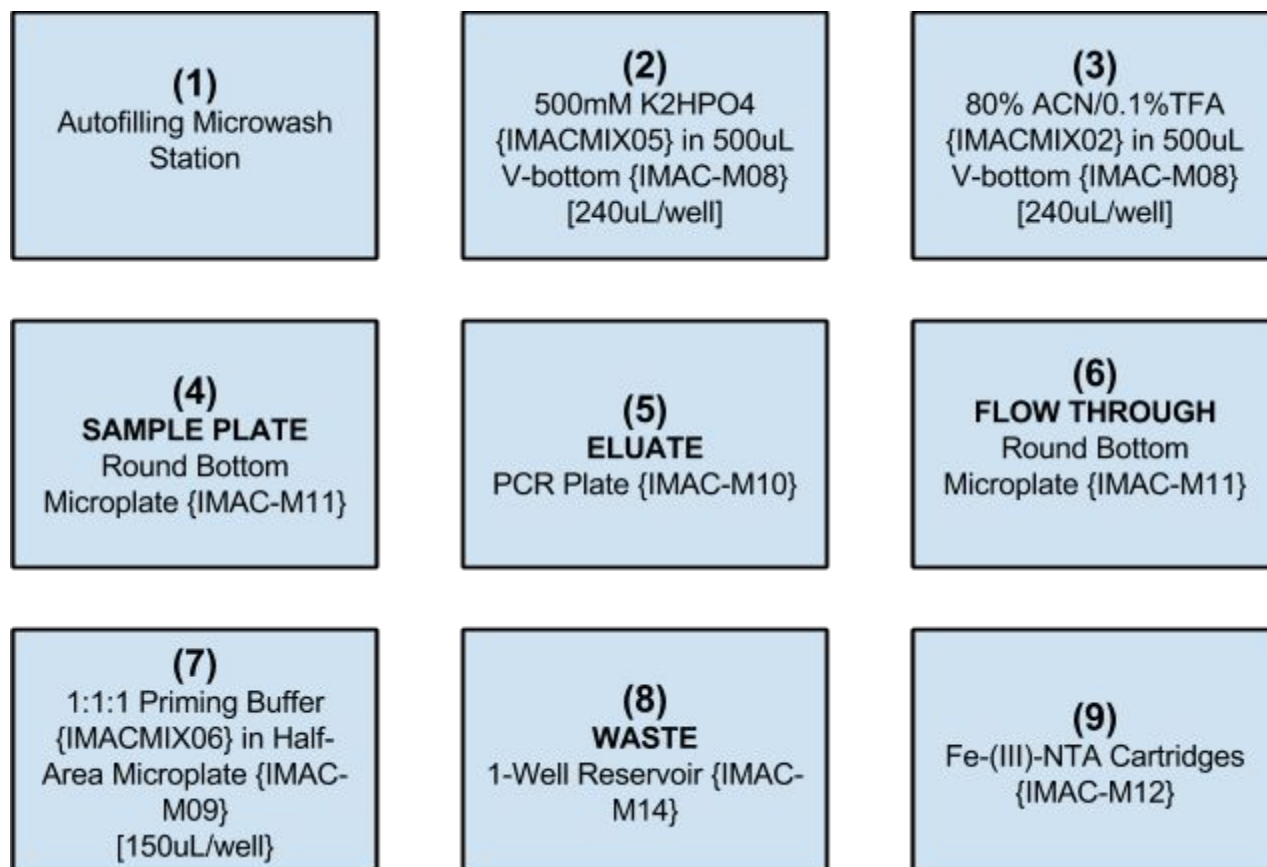 (1)
Autofilling Microwash
Station
(2)
500mM K2HPO4
{IMACMIX05} in 500uL
V-bottom {IMAC-M08}
[240uL/well]
(3)
80% ACN/0.1%TFA
{IMACMIX02} in 500uL
V-bottom {IMAC-M08}
[240uL/well]
(4)
SAMPLE PLATE
Round Bottom
Microplate {IMAC-M11}
(5)
ELUATE
PCR Plate {IMAC-M10}
(6)
FLOW THROUGH
Round Bottom
Microplate {IMAC-M11}
(7)
1:1:1 Priming Buffer
{IMACMIX06} in Half-
Area Microplate {IMAC-
M09}
[150uL/well}
(8)
WASTE
1-Well Reservoir {IMAC-
M14}
(9)
Fe-(III)-NTA Cartridges
{IMAC-M12}